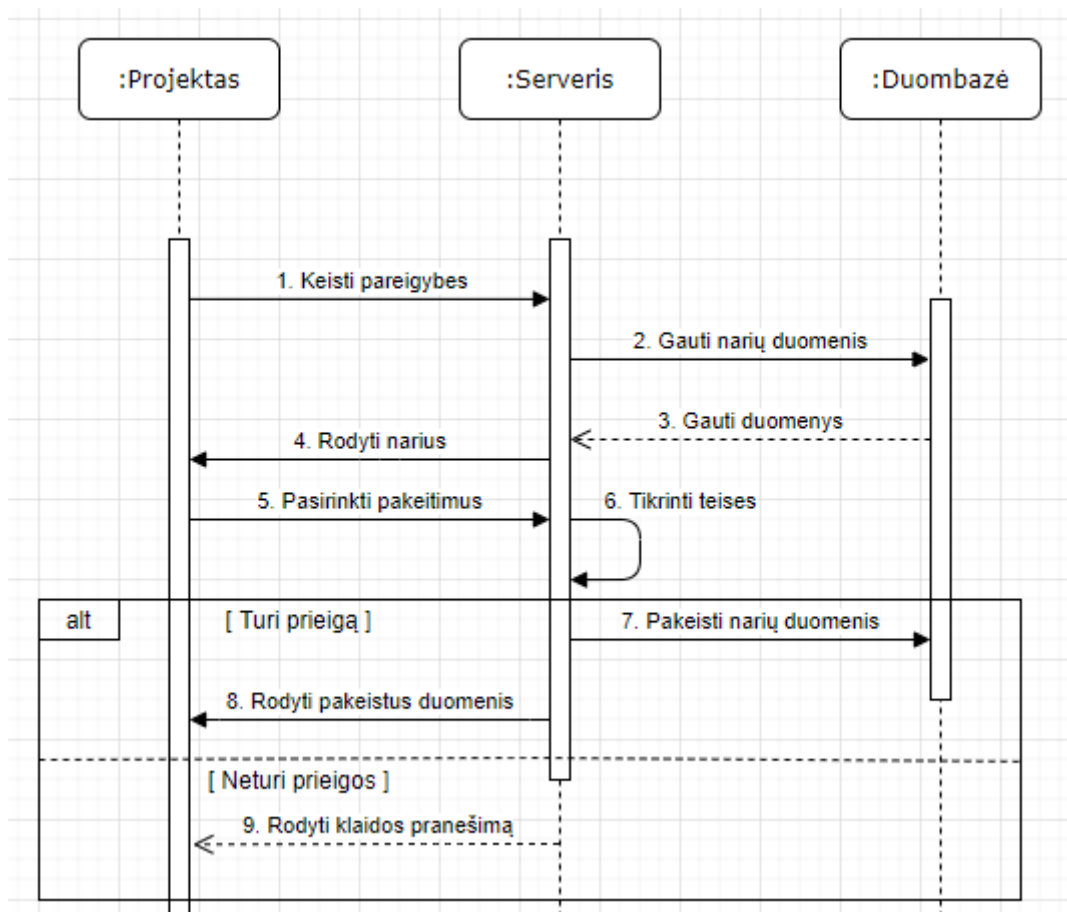 :Projektas
:Serveris
:Duombazė
1. Keisti pareigybes
2. Gauti narių duomenis
3. Gauti duomenys
4. Rodyti narius
5. Pasirinkti pakeitimus
6. Tikrinti teises
alt
[ Turi prieigą ]
7. Pakeisti narių duomenis
8. Rodyti pakeistus duomenis
[ Neturi prieigos ]
9. Rodyti klaidos pranešimą